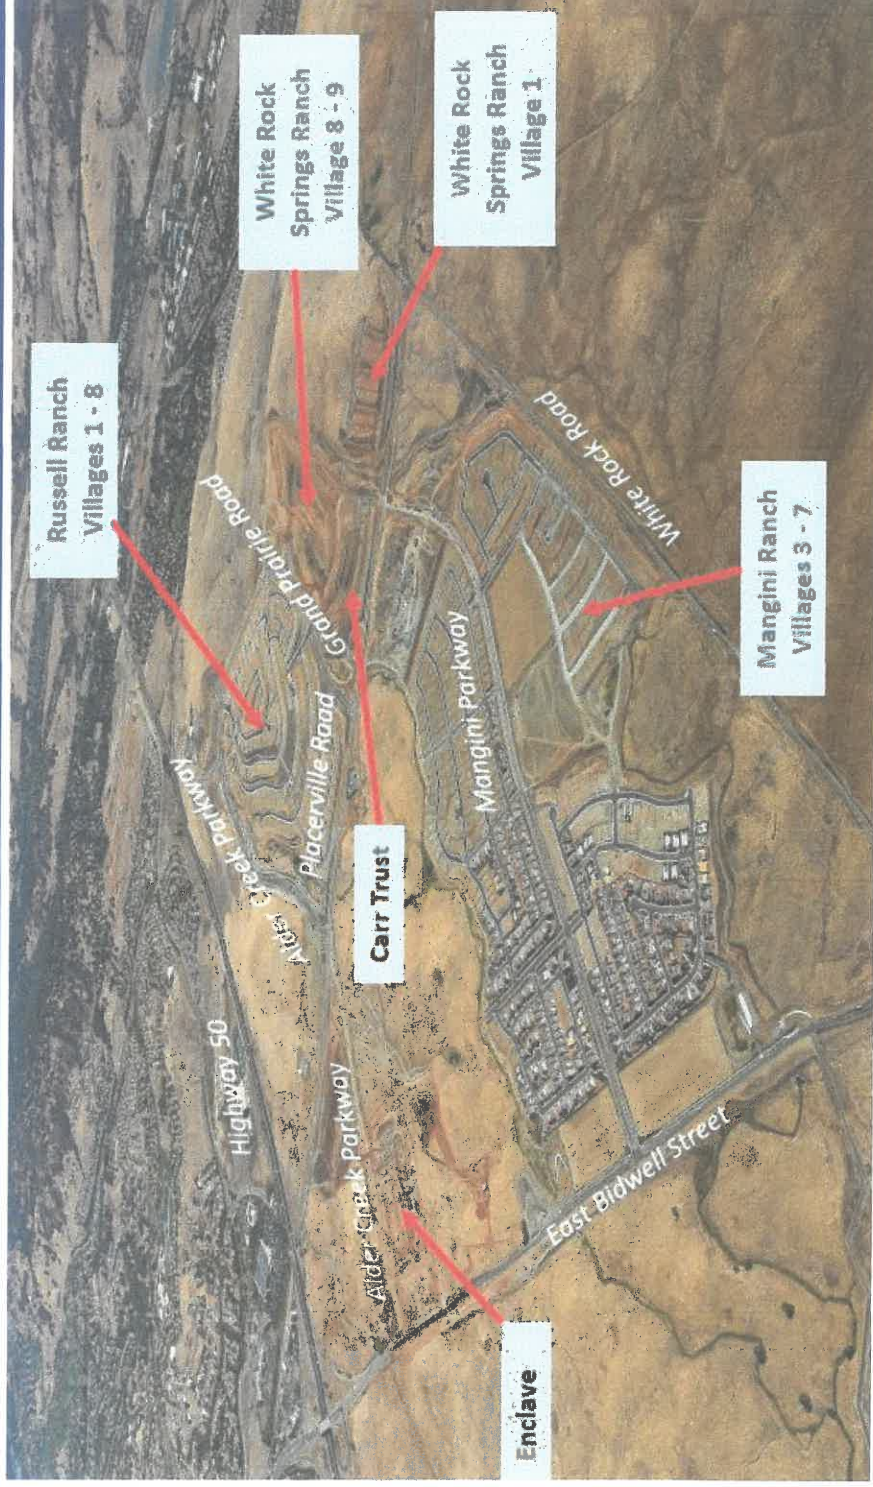 Russell Ranch
Villages 1 - 8
Highway 50
Alder Creek Parkway
Grand Prairie Road
White Rock
Springs Ranch
Village 8 - 9
Placerville Road
Alder Creek Parkway
Carr Trust
White Rock
Springs Ranch
Village 1
Mangini Parkway
Enclave
East Bidwell Street
White Rock Road
Mangini Ranch
Villages 3 - 7